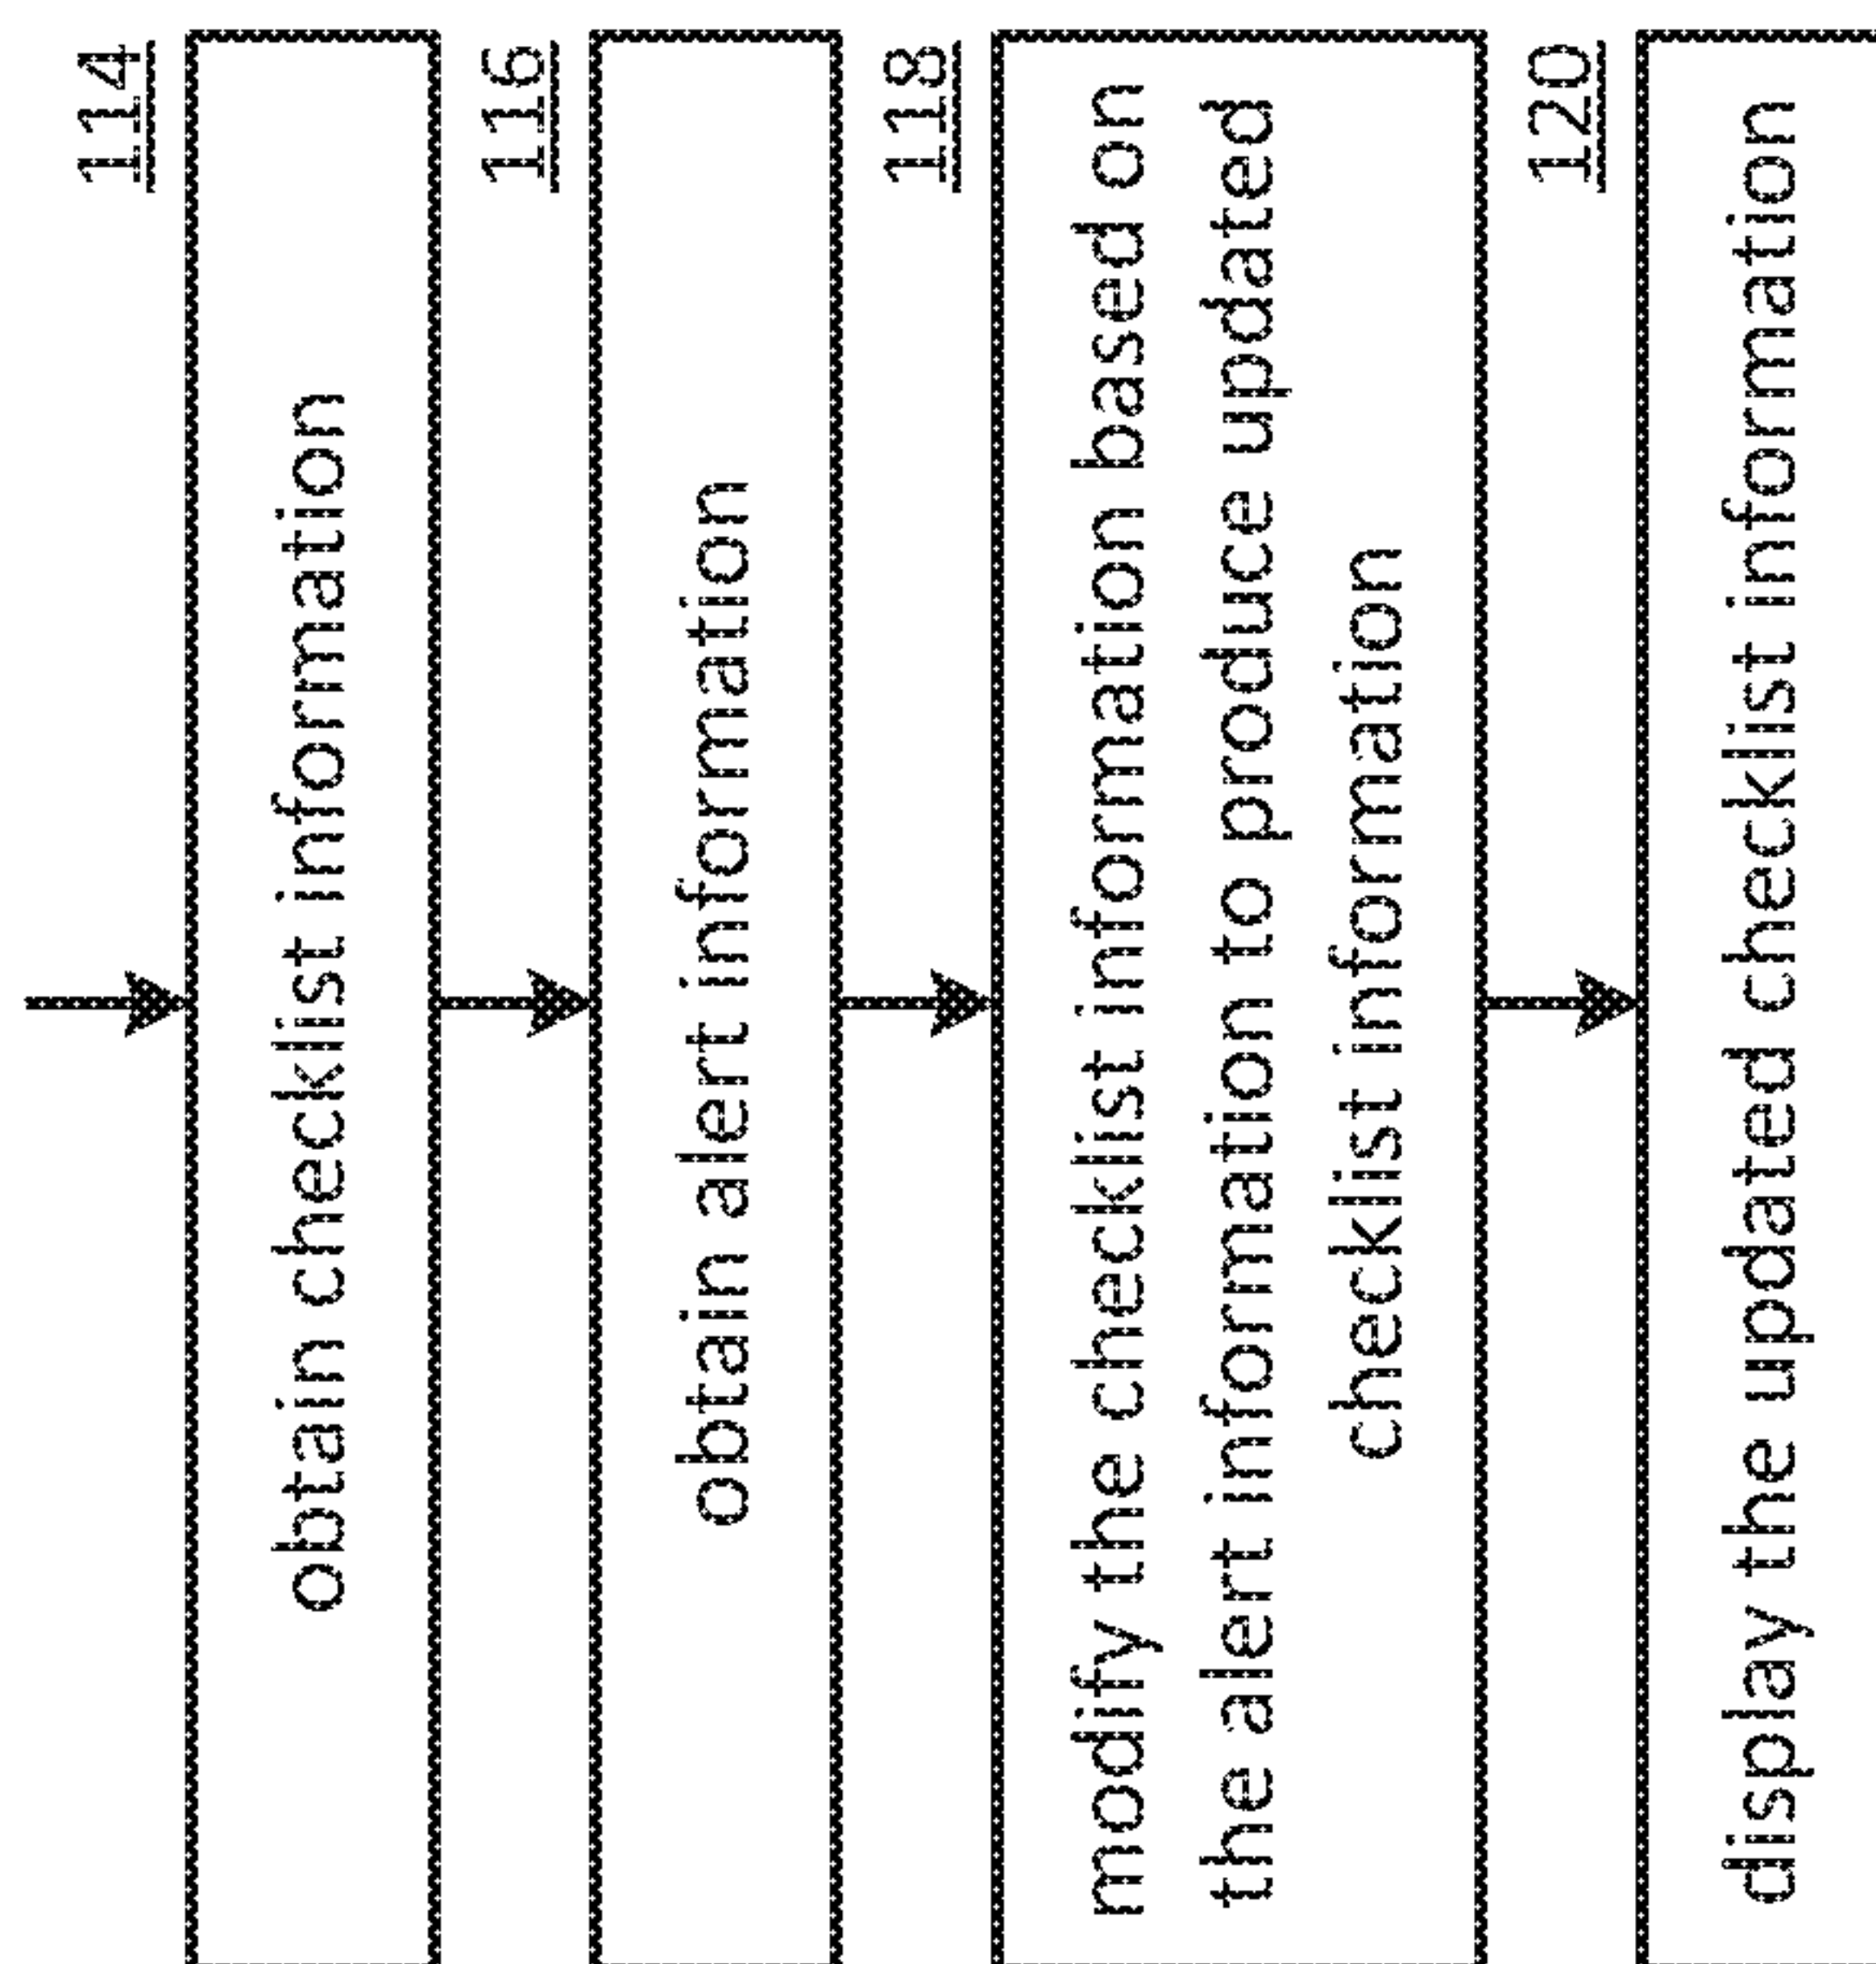 114
obtain checklist information
116
obtain alert information
118
modify the checklist information based on
the alert information to produce updated
checklist information
120
display the updated checklist information